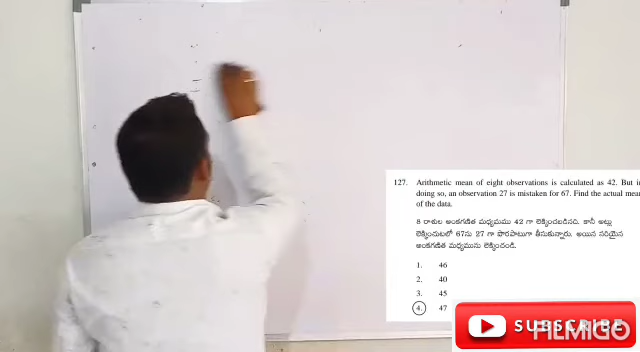 127. Arithmetic mean of eight observations is calculated as 42. But in
doing so, an observation 27 is mistaken for 67. Find the actual mean
of the data.
8 రాశుల అంకగణిత మధ్యమము 42 గా లెక్కించబడినది. కానీ అట్లు
లెక్కించుటలో 67ను 27 గా పొరపాటుగా తీసుకున్నారు. అయిన సరియైన
అంకగణిత మధ్యమును లెక్కించండి.
1. 46
2. 40
3. 45
4. 47
SUBSCRIBE
FILMIGO